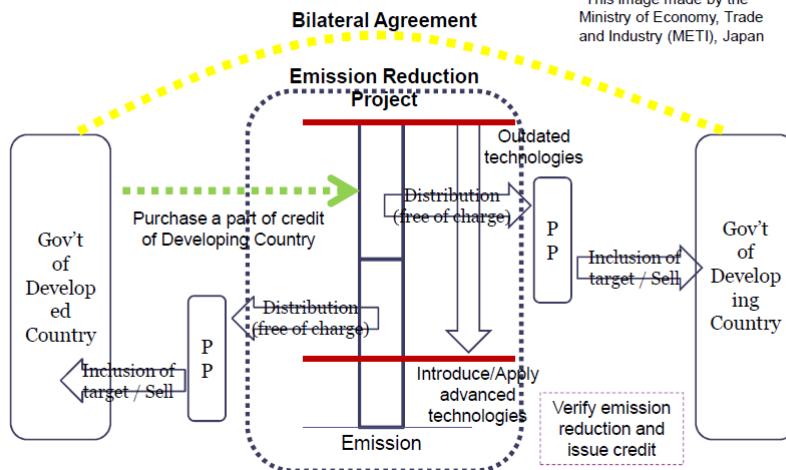 This image made by the
Ministry of Economy, Trade
and Industry (METI), Japan
Bilateral Agreement
Emission Reduction
Project
Outdated
technologies
Distribution
(free of charge)
P
P
Purchase a part of credit
of Developing Country
Gov't
of
Develop
ed
Country
Inclusion of
target / Sell
Gov't
of
Develop
ing
Country
Distribution
(free of charge)
P
P
Inclusion of
target / Sell
Introduce/Apply
advanced
technologies
Emission
Verify emission
reduction and
issue credit